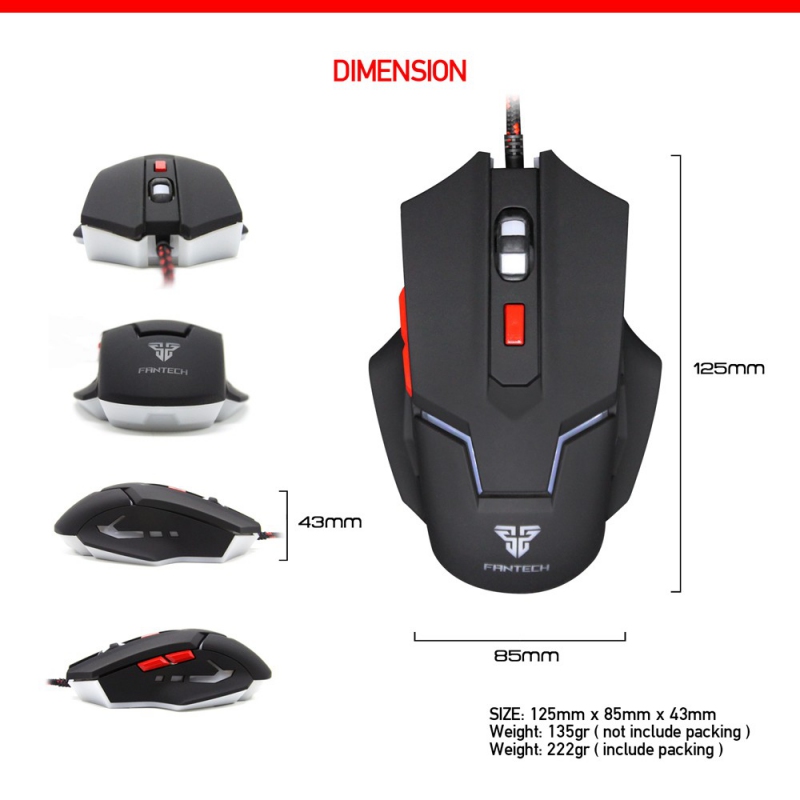 DIMENSION
FANTECH
43mm
125mm
FANTECH
85mm
SIZE: 125mm x 85mm x 43mm
Weight: 135gr ( not include packing )
Weight: 222gr ( include packing )